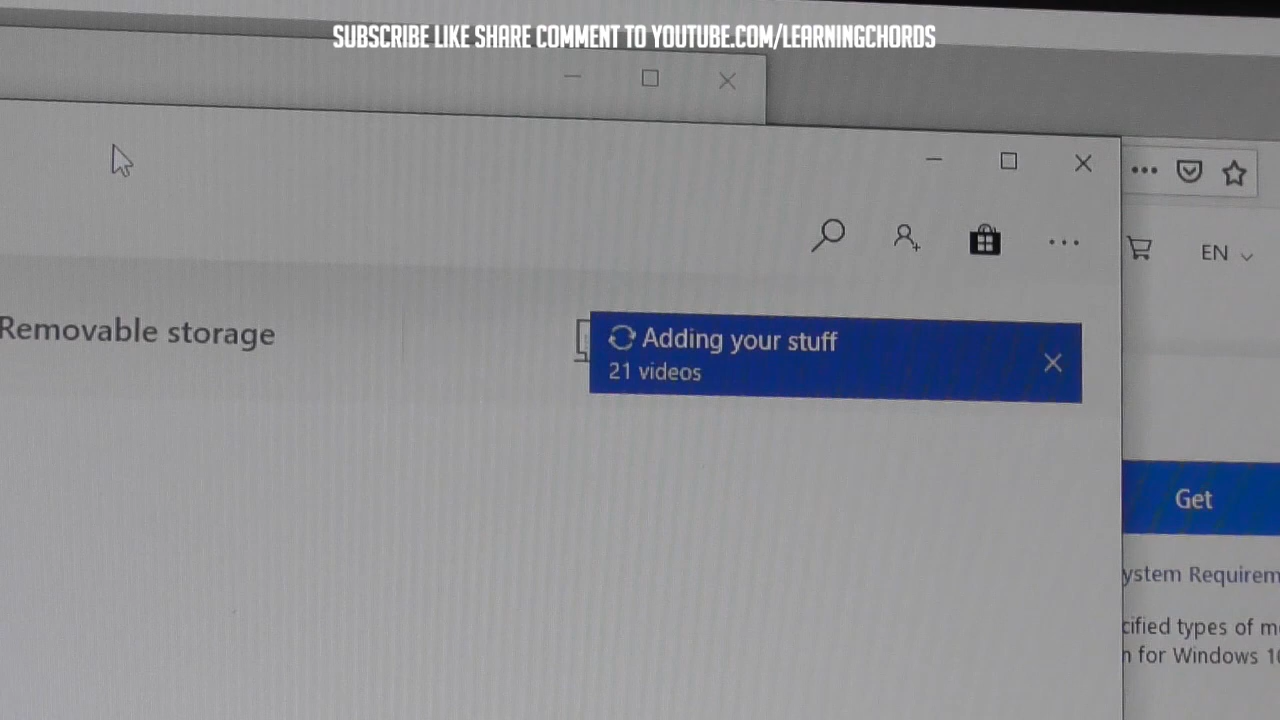 SUBSCRIBE LIKE SHARE COMMENT TO YOUTUBE.COM/LEARNINGCHORDS
EN
Removable storage
Adding your stuff
21 videos
Get
ystem Requirem
cified types of m
n for Windows 10